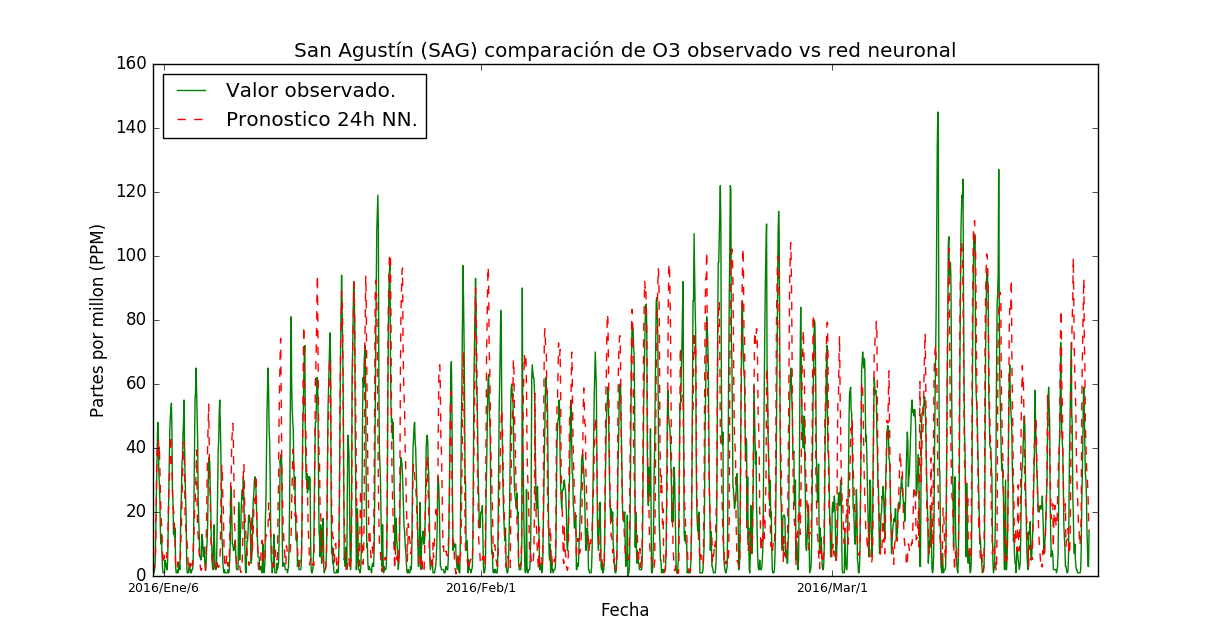 San Agustín (SAG) comparación de O3 observado vs red neuronal
Valor observado.
Pronostico 24h NN.
Partes por millon (PPM)
160
140
120
100
80
60
40
20
0
2016/Ene/6
2016/Feb/1
2016/Mar/1
Fecha